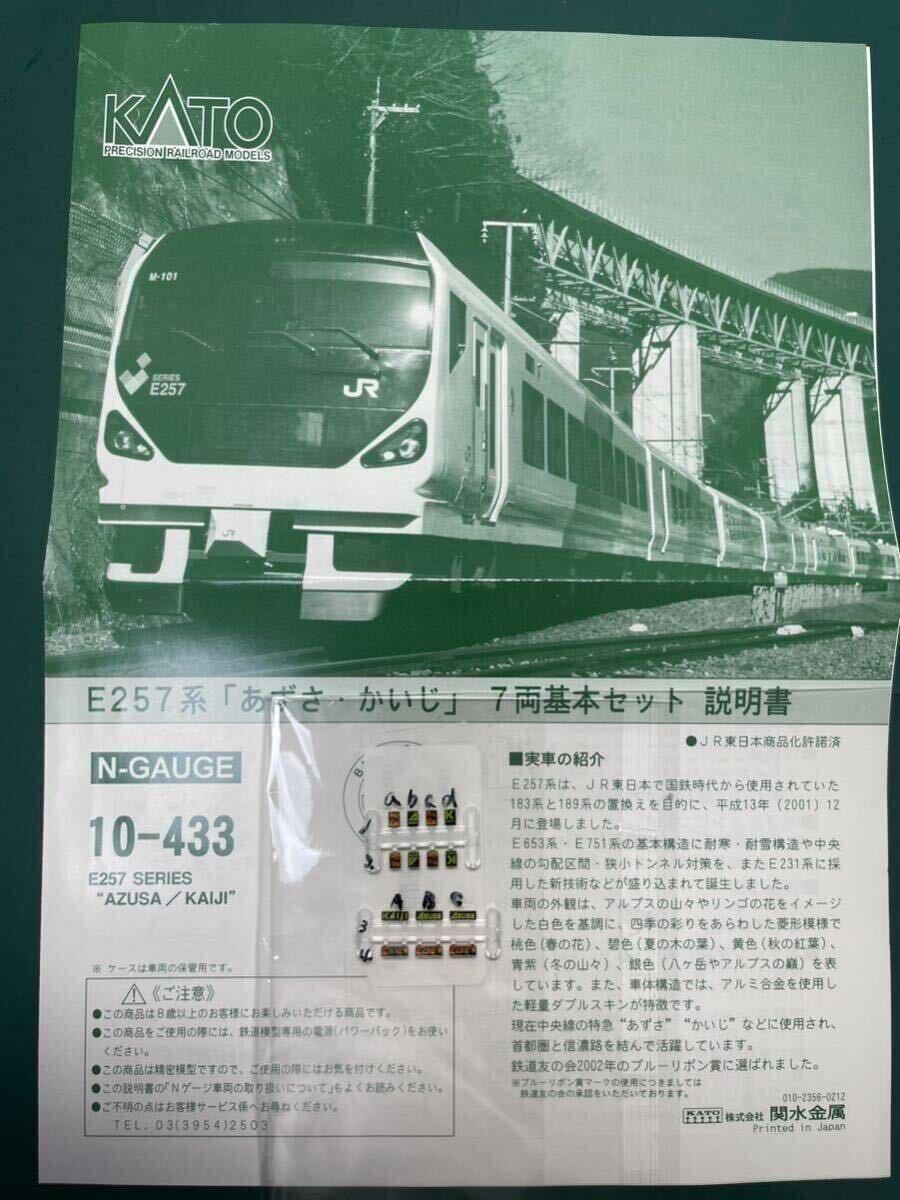 KATO
PRECISION RAILROAD MODELS
M-101
SERIES
E257
JR
JR
E257系「あずさ・かいじ」 7両基本セット 説明書
●JR東日本商品化許諾済
N-GAUGE
10-433
E257 SERIES
“AZUSA／KAIJI”
※ ケースは車両の保管用です。
a b c d
1
2
A B C
3
KAIJI AZUSA AZUSA
4
⚠《ご注意》
●この商品は8歳以上のお客様にお楽しみいただける商品です。
●この商品をご使用の際には、鉄道模型専用の電源(パワーパック)をお使い
ください。
●この商品は精密模型ですので、ご使用の際にはお気を付けください。
●この説明書の「Nゲージ車両の取り扱いについて」もよくお読みください。
●ご不明の点はお客様サービス係へお尋ねください。
TEL. 03(3954)2503
■実車の紹介
E257系は、JR東日本で国鉄時代から使用されていた
183系と189系の置換えを目的に、平成13年（2001）12
月に登場しました。
E653系・E751系の基本構造に耐寒・耐雪構造や中央
線の勾配区間・狭小トンネル対策を、またE231系に採
用した新技術などが盛り込まれて誕生しました。
車両の外観は、アルプスの山々やリンゴの花をイメージ
した白色を基調に、四季の彩りをあらわした菱形模様で
桃色（春の花）、碧色（夏の木の葉）、黄色（秋の紅葉）、
青紫（冬の山々）、銀色（八ヶ岳やアルプスの巓）を表
しています。また、車体構造では、アルミ合金を使用し
た軽量ダブルスキンが特徴です。
現在中央線の特急“あずさ”“かいじ”などに使用され、
首都圏と信濃路を結んで活躍しています。
鉄道友の会2002年のブルーリボン賞に選ばれました。
※ブルーリボン賞マークの使用につきましては
鉄道友の会の承認をいただいております。
010-2356-0212
KATO 株式会社 関水金属
Printed in Japan